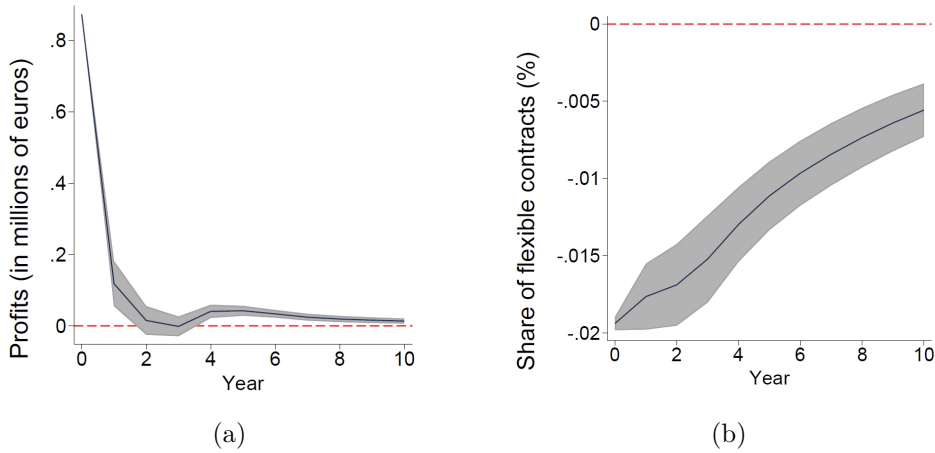 Profits (in millions of euros)
.8
.6
.4
.2
0
0 2 4 6 8 10
Year
(a)
Share of flexible contracts (%)
0
-.005
-.01
-.015
-.02
0 2 4 6 8 10
Year
(b)